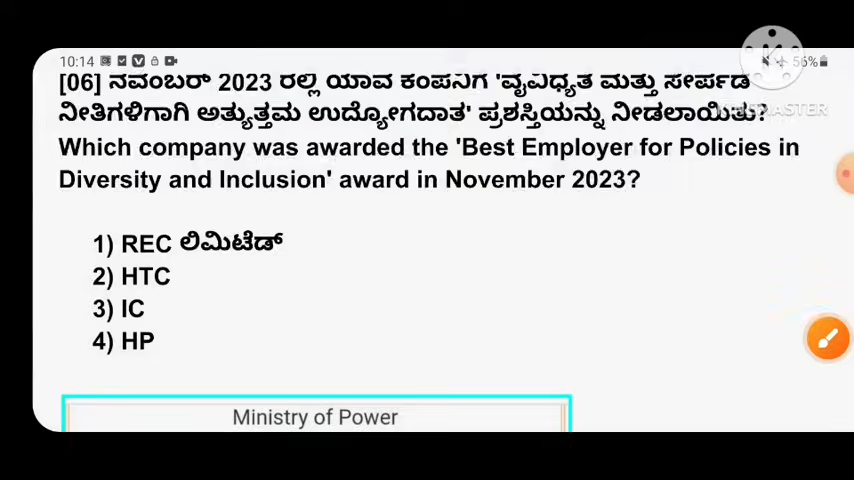 10:14
56%
[06] ನವೆಂಬರ್ 2023 ರಲ್ಲಿ ಯಾವ ಕಂಪನಿಗೆ 'ವೈವಿಧ್ಯತೆ ಮತ್ತು ಸೇರ್ಪಡೆ
ನೀತಿಗಳಿಗಾಗಿ ಅತ್ಯುತ್ತಮ ಉದ್ಯೋಗದಾತ' ಪ್ರಶಸ್ತಿಯನ್ನು ನೀಡಲಾಯಿತು?
Which company was awarded the 'Best Employer for Policies in
Diversity and Inclusion' award in November 2023?
1) REC ಲಿಮಿಟೆಡ್
2) HTC
3) IC
4) HP
Ministry of Power